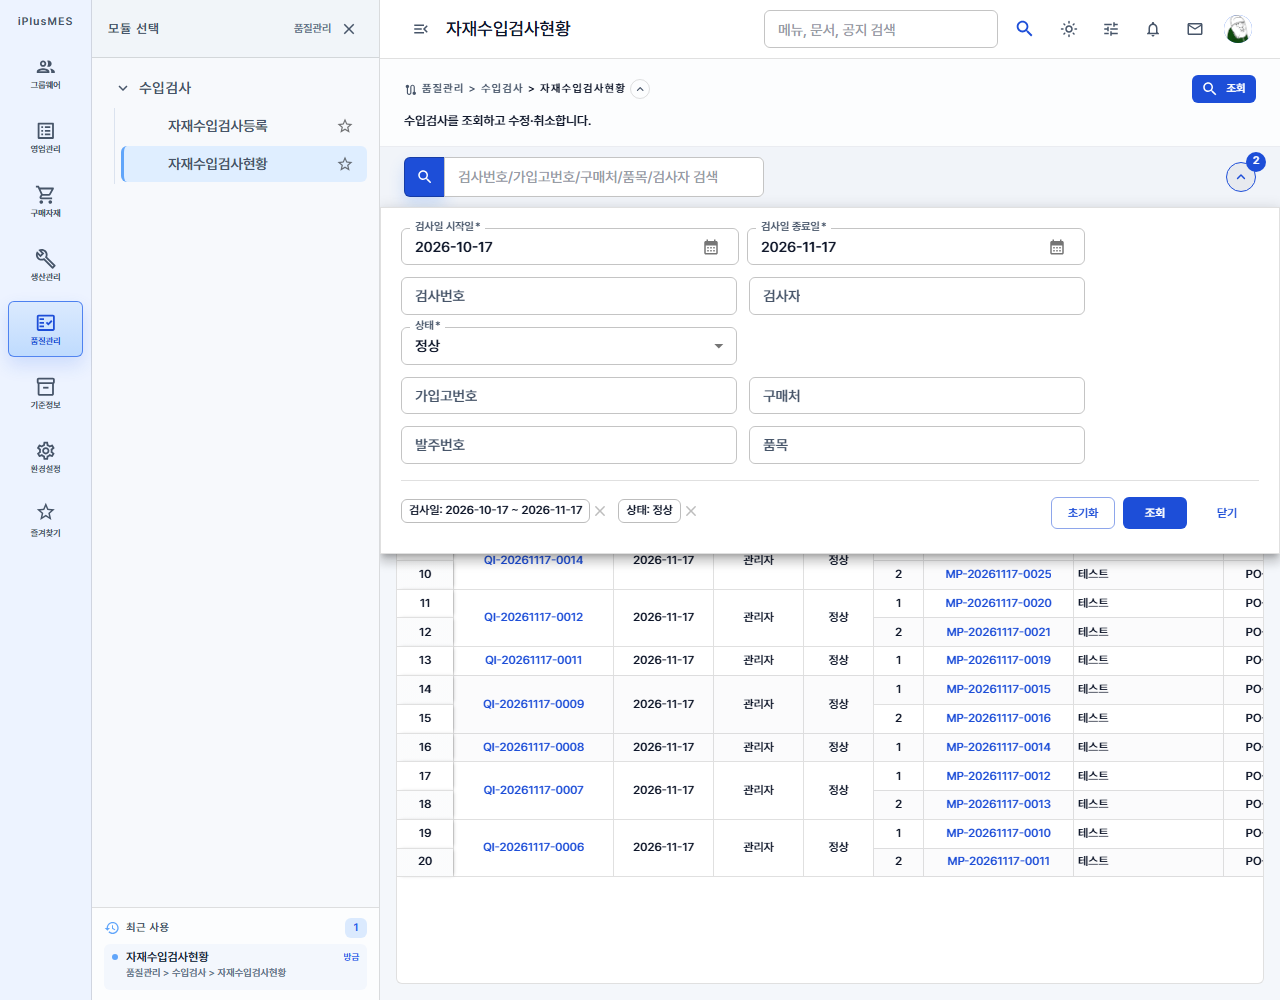 iPlusMES
그룹웨어
영업관리
구매자재
생산관리
품질관리
기준정보
환경설정
즐겨찾기
모듈 선택
품질관리
수입검사
자재수입검사등록
자재수입검사현황
최근 사용
1
자재수입검사현황
방금
품질관리 > 수입검사 > 자재수입검사현황
자재수입검사현황
메뉴, 문서, 공지 검색
품질관리 > 수입검사 > 자재수입검사현황
조회
수입검사를 조회하고 수정·취소합니다.
검사번호/가입고번호/구매처/품목/검사자 검색
2
검사일 시작일 *
2026-10-17
검사일 종료일 *
2026-11-17
검사번호
검사자
상태 *
정상
가입고번호
구매처
발주번호
품목
검사일: 2026-10-17 ~ 2026-11-17
상태: 정상
초기화
조회
닫기
QI-20261117-0014 2026-11-17 관리자 정상
10 2 MP-20261117-0025 테스트 PO-
11 1 MP-20261117-0020 테스트 PO-
QI-20261117-0012 2026-11-17 관리자 정상
12 2 MP-20261117-0021 테스트 PO-
13 QI-20261117-0011 2026-11-17 관리자 정상 1 MP-20261117-0019 테스트 PO-
14 1 MP-20261117-0015 테스트 PO-
QI-20261117-0009 2026-11-17 관리자 정상
15 2 MP-20261117-0016 테스트 PO-
16 QI-20261117-0008 2026-11-17 관리자 정상 1 MP-20261117-0014 테스트 PO-
17 1 MP-20261117-0012 테스트 PO-
QI-20261117-0007 2026-11-17 관리자 정상
18 2 MP-20261117-0013 테스트 PO-
19 1 MP-20261117-0010 테스트 PO-
QI-20261117-0006 2026-11-17 관리자 정상
20 2 MP-20261117-0011 테스트 PO-